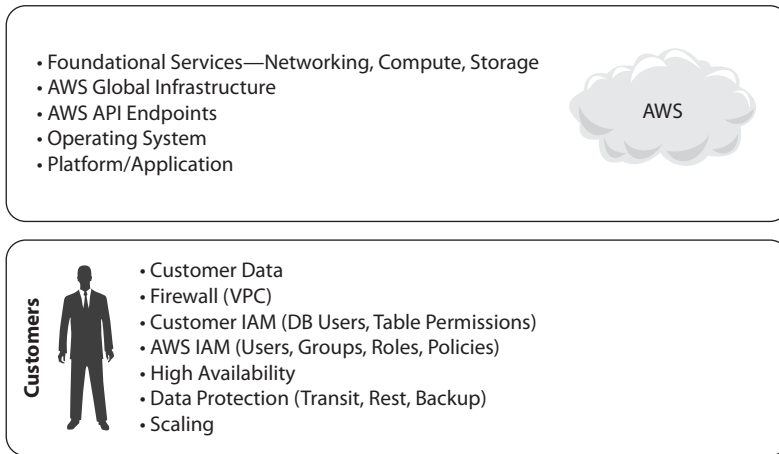 • Foundational Services—Networking, Compute, Storage
• AWS Global Infrastructure
• AWS API Endpoints
• Operating System
• Platform/Application
AWS
Customers
• Customer Data
• Firewall (VPC)
• Customer IAM (DB Users, Table Permissions)
• AWS IAM (Users, Groups, Roles, Policies)
• High Availability
• Data Protection (Transit, Rest, Backup)
• Scaling